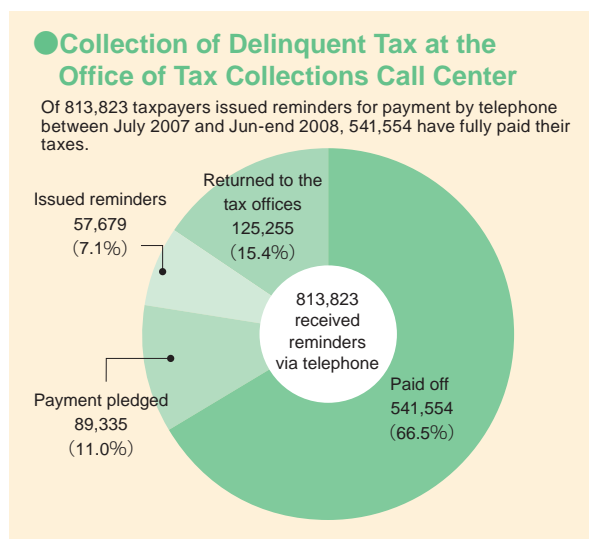 ●Collection of Delinquent Tax at the
Office of Tax Collections Call Center
Of 813,823 taxpayers issued reminders for payment by telephone
between July 2007 and Jun-end 2008, 541,554 have fully paid their
taxes.
Returned to the
tax offices
125,255
(15.4%)
Issued reminders
57,679
(7.1%)
813,823
received
reminders
via telephone
Payment pledged
89,335
(11.0%)
Paid off
541,554
(66.5%)